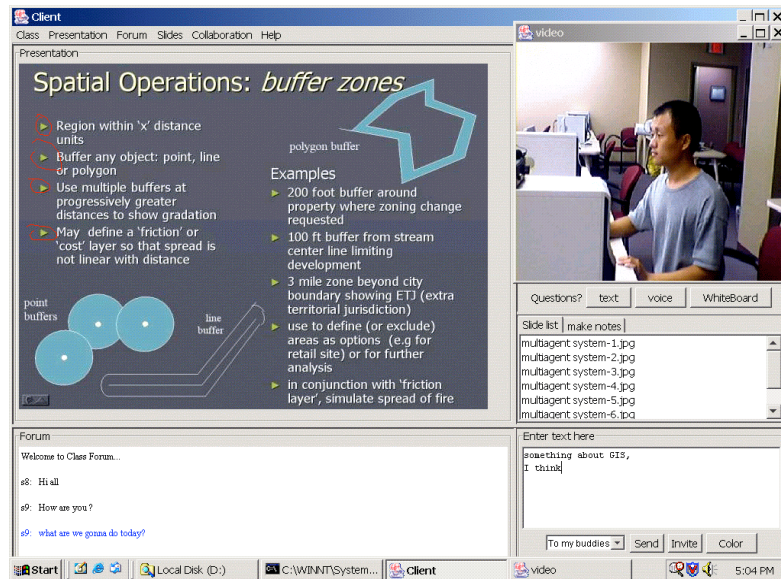 Client
Class Presentation Forum Slides Collaboration Help
Presentation
Spatial Operations: buffer zones
Region within 'x' distance
units
Buffer any object: point, line
or polygon
Use multiple buffers at
progressively greater
distances to show gradation
May define a 'friction' or
'cost' layer so that spread is
not linear with distance
point
buffers
line
buffer
polygon buffer
Examples
200 foot buffer around
property where zoning change
requested
100 ft buffer from stream
center line limiting
development
3 mile zone beyond city
boundary showing ETJ (extra
territorial jurisdiction)
use to define (or exclude)
areas as options (e.g for
retail site) or for further
analysis
in conjunction with 'friction
layer', simulate spread of fire
video
Questions? text voice WhiteBoard
Slide list make notes
multiagent system-1.jpg
multiagent system-2.jpg
multiagent system-3.jpg
multiagent system-4.jpg
multiagent system-5.jpg
multiagent system-6.jpg
Forum
Welcome to Class Forum...
s8: Hi all
s9: How are you ?
s9: what are we gonna do today?
Enter text here
something about GIS,
I think
To my buddies Send Invite Color
Start Local Disk (D:) C:\WINNT\System... Client video 5:04 PM